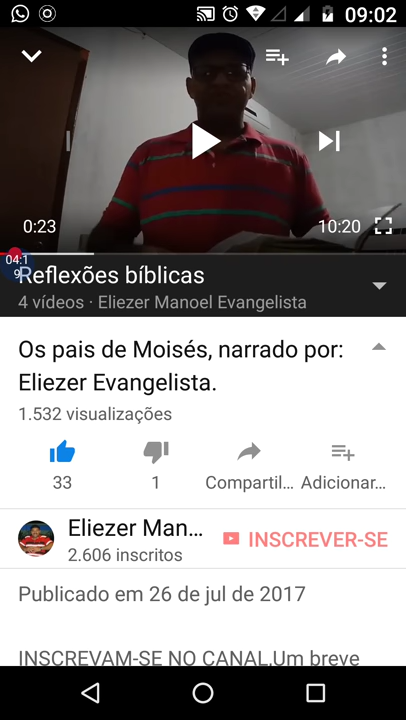 09:02
0:23
10:20
04:1
9
Reflexões bíblicas
4 vídeos · Eliezer Manoel Evangelista
Os pais de Moisés, narrado por:
Eliezer Evangelista.
1.532 visualizações
33
1
Compartil...
Adicionar...
Eliezer Man...
INSCREVER-SE
2.606 inscritos
Publicado em 26 de jul de 2017
INSCREVAM-SE NO CANAL,Um breve